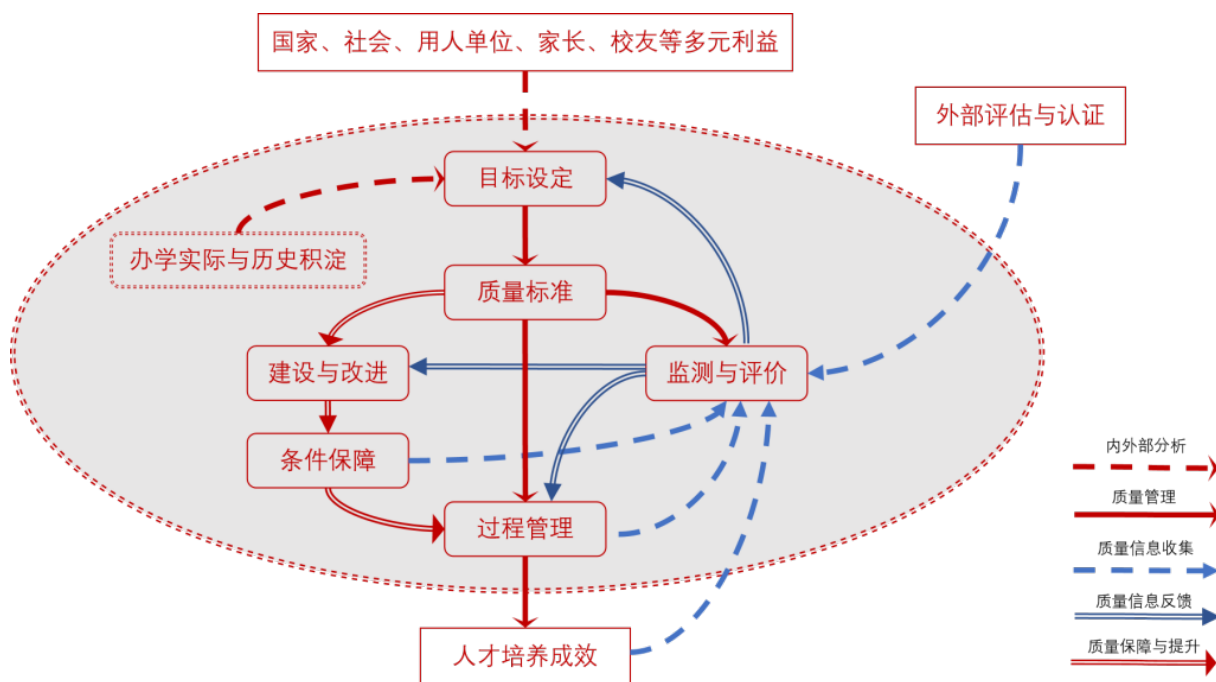 国家、社会、用人单位、家长、校友等多元利益
外部评估与认证
目标设定
办学实际与历史积淀
质量标准
建设与改进
监测与评价
条件保障
过程管理
人才培养成效
内外部分析
质量管理
质量信息收集
质量信息反馈
质量保障与提升